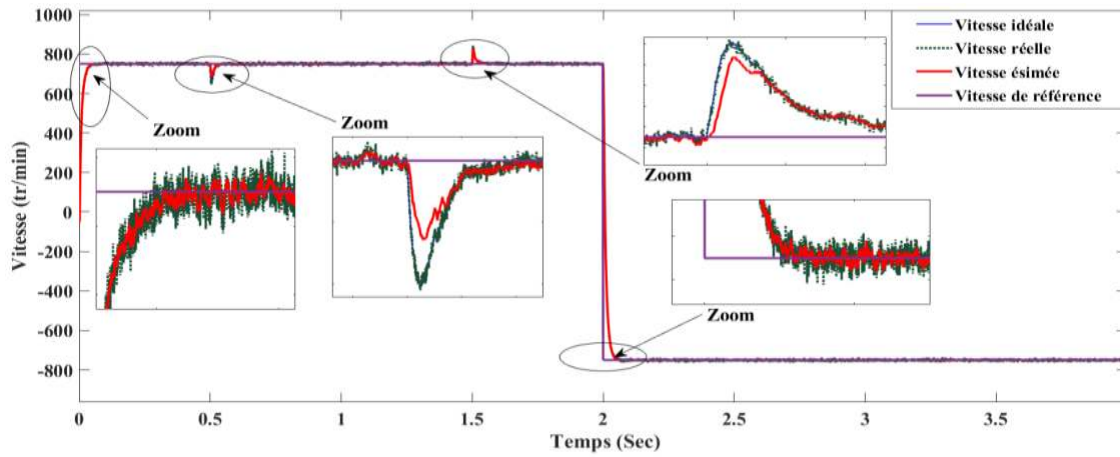 1000
800
600
400
200
0
-200
-400
-600
-800
Vitesse (tr/min)
0
0.5
1
1.5
2
2.5
3
3.5
Temps (Sec)
Zoom
Zoom
Zoom
Zoom
Vitesse idéale
Vitesse réelle
Vitesse ésimée
Vitesse de référence